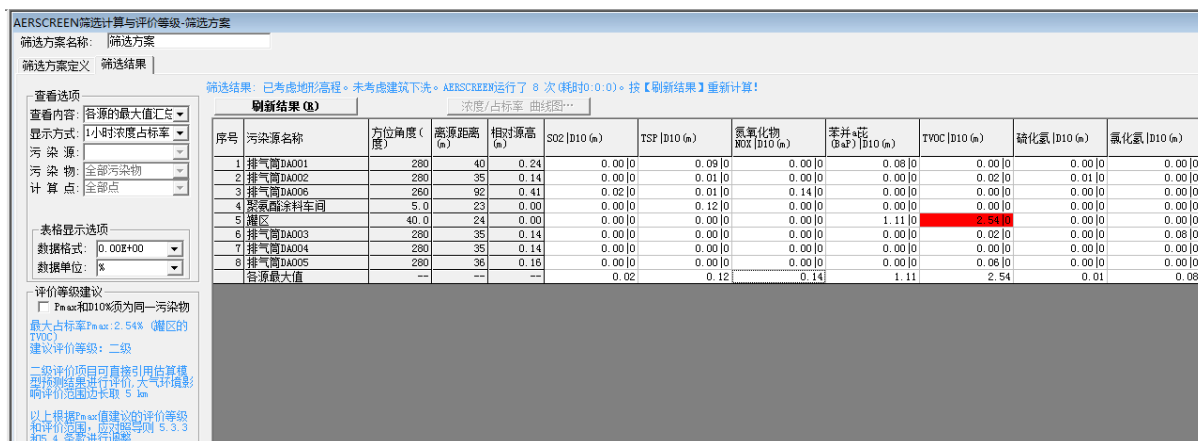 AERSCREEN筛选计算与评价等级-筛选方案
筛选方案名称: 筛选方案
筛选方案定义 筛选结果
筛选结果: 已考虑地形高程。未考虑建筑下洗。AERSCREEN运行了 8 次(耗时0:0:0)。按【刷新结果】重新计算!
刷新结果(R) 浓度/占标率 曲线图…
查看选项
查看内容: 各源的最大值汇总
显示方式: 1小时浓度占标率
污 染 源:
污 染 物: 全部污染物
计 算 点: 全部点
表格显示选项
数据格式: 0.00E+00
数据单位: %
评价等级建议
Pmax和D10%须为同一污染物
最大占标率Pmax:2.54% (罐区的
TVOC)
建议评价等级: 二级
二级评价项目可直接引用估算模
型预测结果进行评价,大气环境影
响评价范围边长取 5 km
以上根据Pmax值建议的评价等级
和评价范围,应对照导则 5.3.3
和5.4 条款进行调整
序号 污染源名称 方位角度(度) 离源距离(m) 相对源高(m) SO2|D10(m) TSP|D10(m) 氮氧化物NOX|D10(m) 苯并a芘(BaP)|D10(m) TVOC|D10(m) 硫化氢|D10(m) 氯化氢|D10(m)
1 排气筒DA001 280 40 0.24 0.00|0 0.09|0 0.00|0 0.08|0 0.00|0 0.00|0 0.00|0
2 排气筒DA002 280 35 0.14 0.00|0 0.01|0 0.00|0 0.00|0 0.02|0 0.01|0 0.00|0
3 排气筒DA006 260 92 0.41 0.02|0 0.01|0 0.14|0 0.00|0 0.00|0 0.00|0 0.00|0
4 聚氨酯涂料车间 5.0 23 0.00 0.00|0 0.12|0 0.00|0 0.00|0 0.00|0 0.00|0 0.00|0
5 罐区 40.0 24 0.00 0.00|0 0.00|0 0.00|0 1.11|0 2.54|0 0.00|0 0.00|0
6 排气筒DA003 280 35 0.14 0.00|0 0.00|0 0.00|0 0.00|0 0.02|0 0.00|0 0.08|0
7 排气筒DA004 280 35 0.14 0.00|0 0.00|0 0.00|0 0.00|0 0.00|0 0.00|0 0.00|0
8 排气筒DA005 280 36 0.16 0.00|0 0.00|0 0.00|0 0.00|0 0.06|0 0.00|0 0.00|0
各源最大值 -- -- -- 0.02 0.12 0.14 1.11 2.54 0.01 0.08